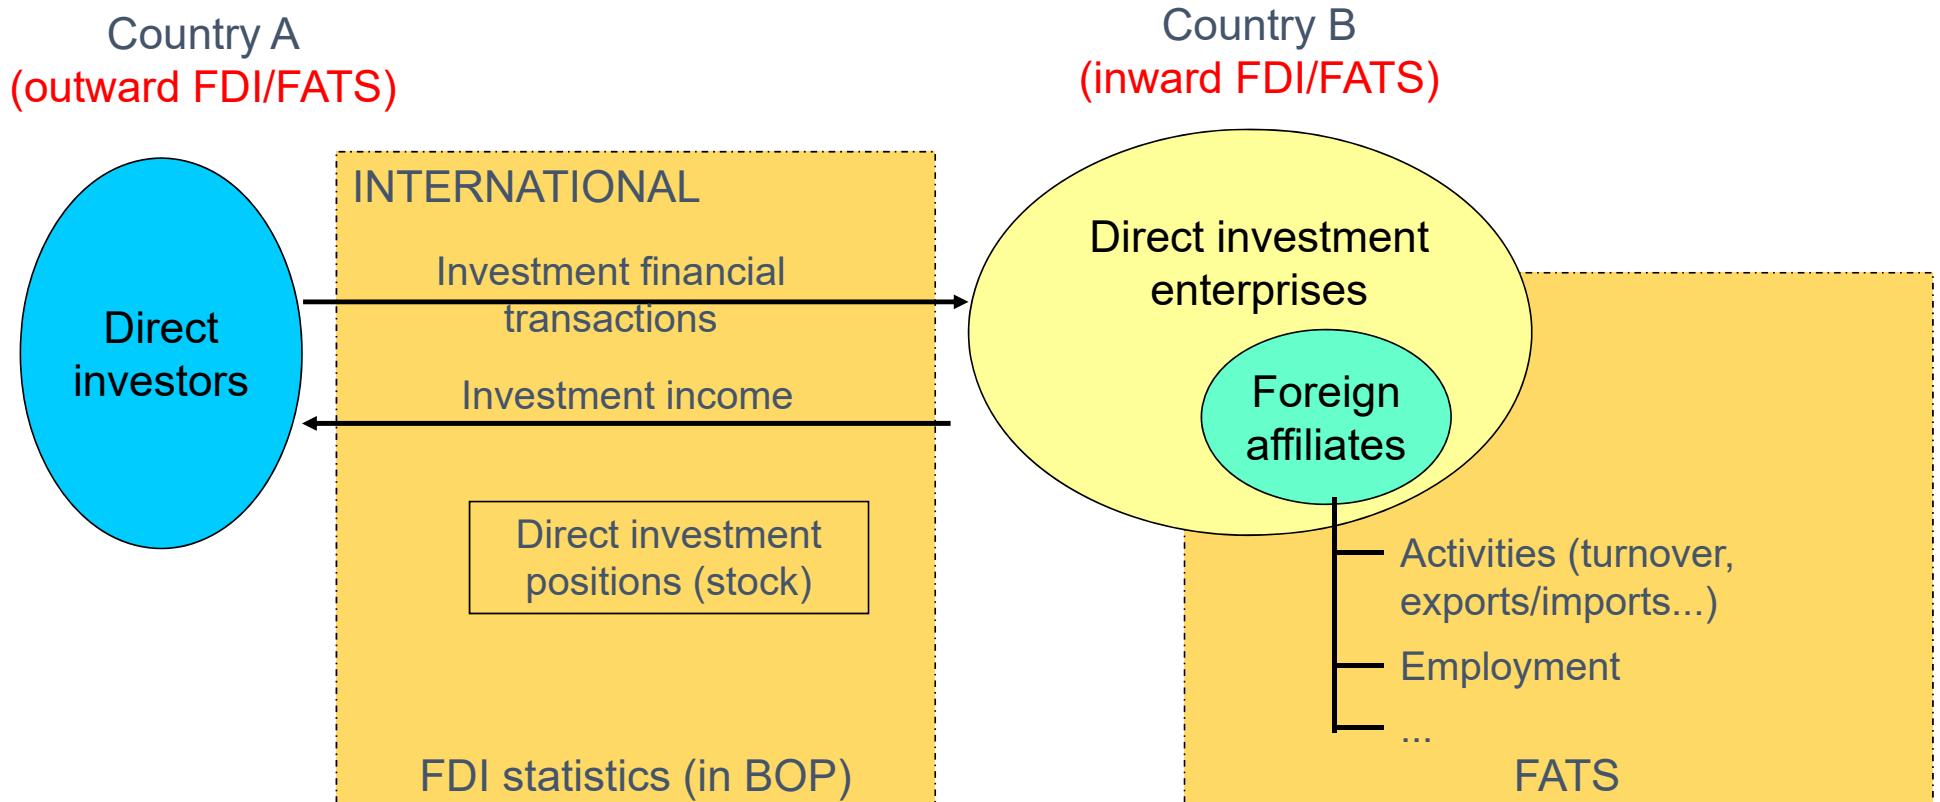 Country A
(outward FDI/FATS)
Country B
(inward FDI/FATS)
INTERNATIONAL
Direct
investors
Investment financial
transactions
Investment income
Direct investment
positions (stock)
FDI statistics (in BOP)
Direct investment
enterprises
Foreign
affiliates
Activities (turnover,
exports/imports...)
Employment
...
FATS